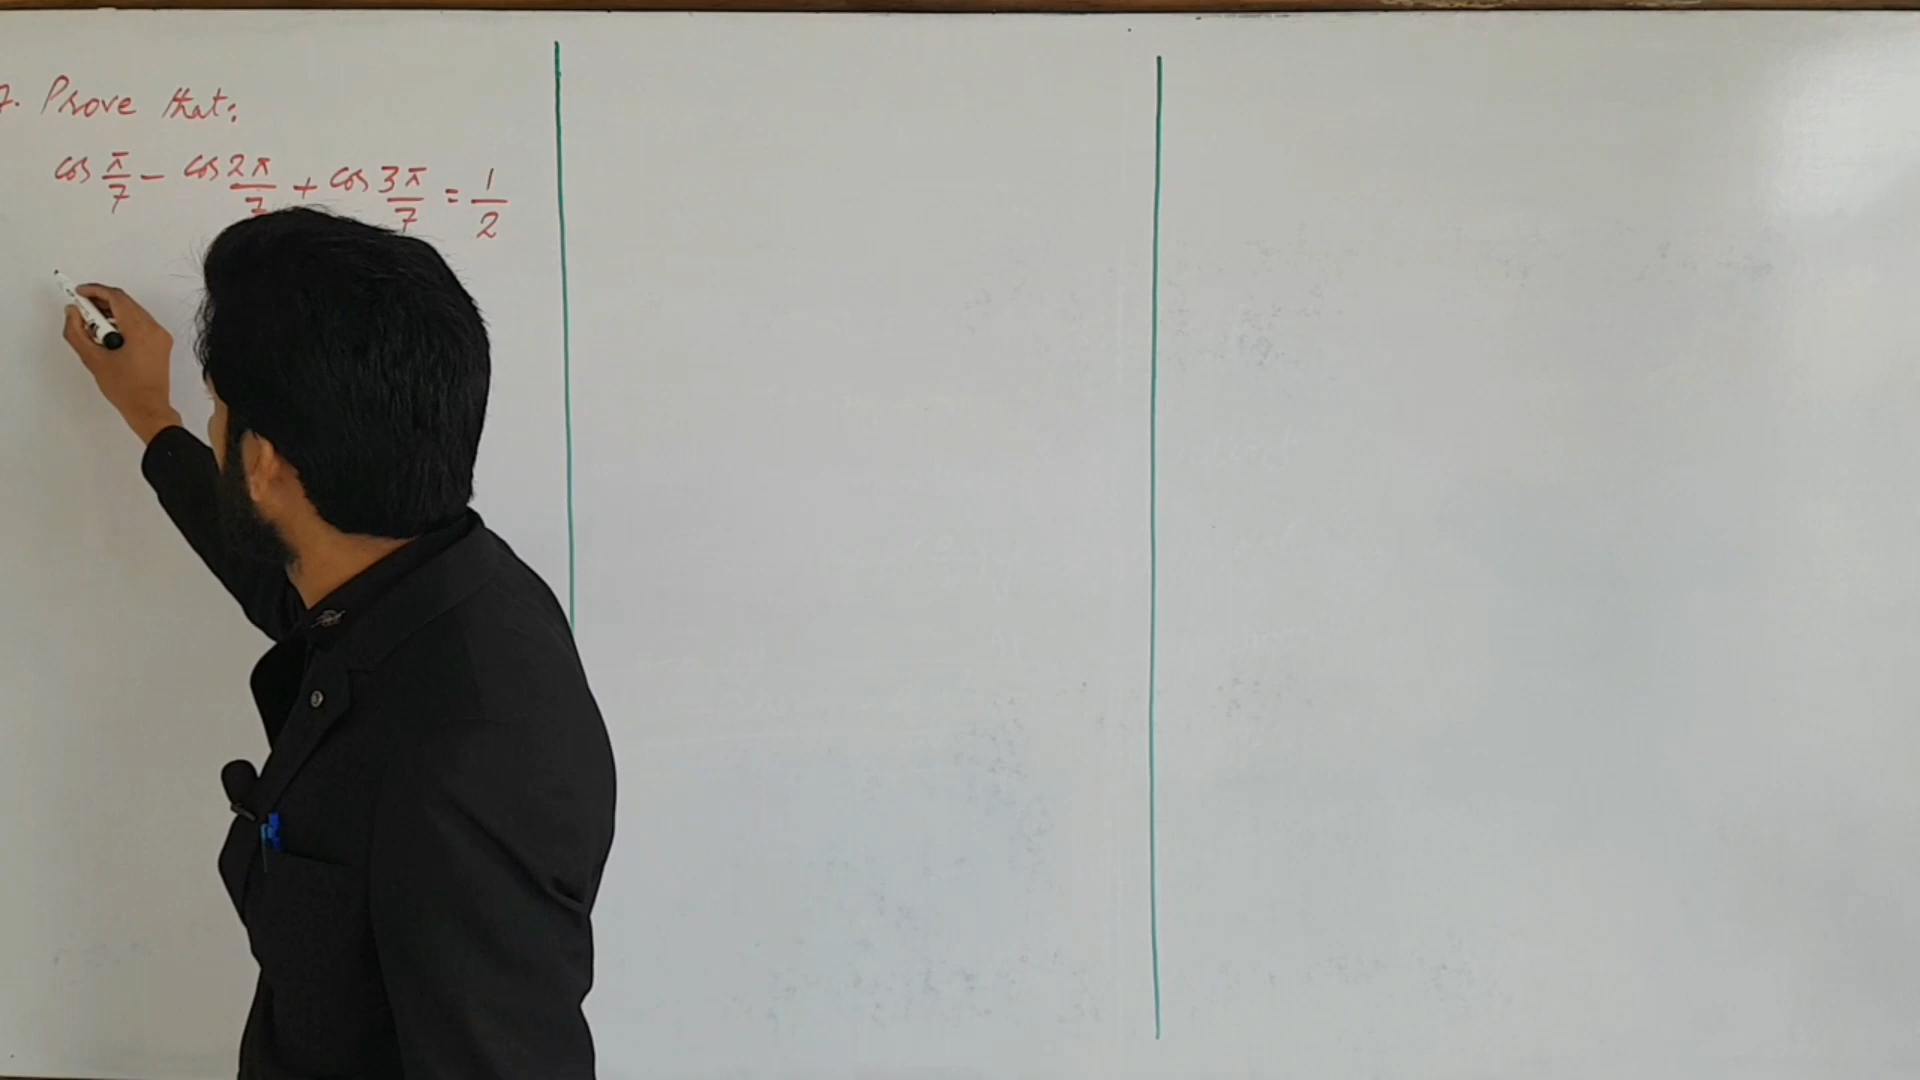 7. Prove that:
cos π/7 - cos 2π/7 + cos 3π/7 = 1/2